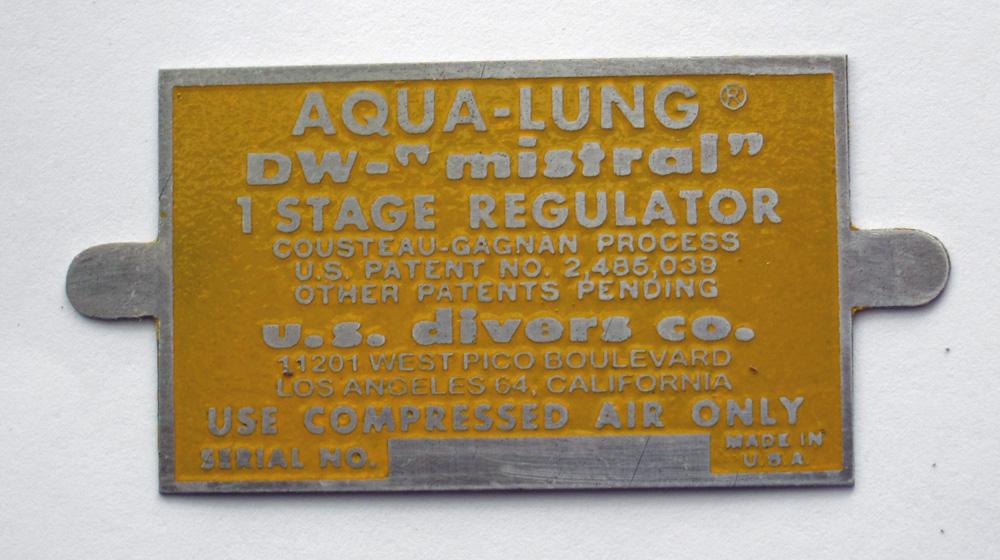 AQUA-LUNG ®
DW-"mistral"
1 STAGE REGULATOR
COUSTEAU-GAGNAN PROCESS
U.S. PATENT NO. 2,485,039
OTHER PATENTS PENDING
u.s. divers co.
11201 WEST PICO BOULEVARD
LOS ANGELES 64, CALIFORNIA
USE COMPRESSED AIR ONLY
SERIAL NO.
MADE IN
U.S.A.